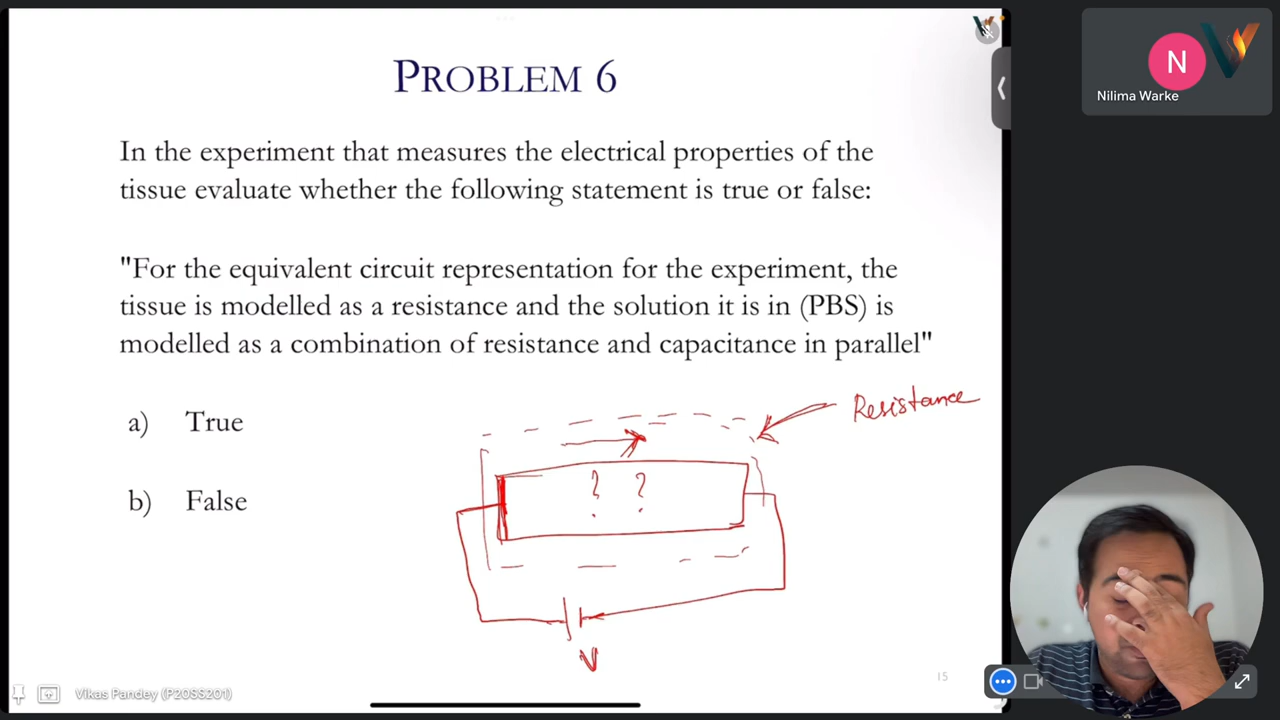 PROBLEM 6
In the experiment that measures the electrical properties of the
tissue evaluate whether the following statement is true or false:
"For the equivalent circuit representation for the experiment, the
tissue is modelled as a resistance and the solution it is in (PBS) is
modelled as a combination of resistance and capacitance in parallel"
a) True
b) False
Resistance
? ?
V
15
Vikas Pandey (P20SS201)
N
Nilima Warke